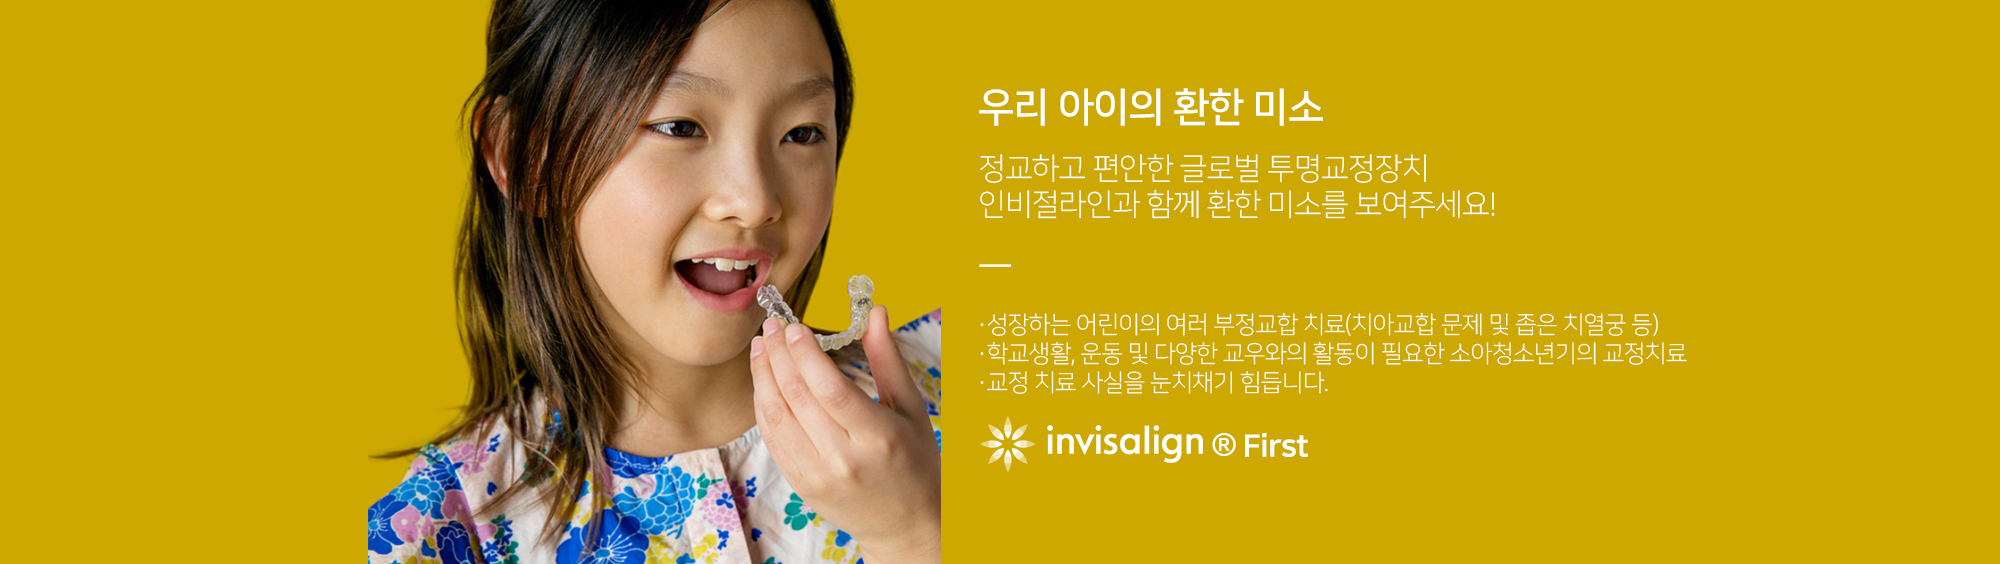 우리 아이의 환한 미소
정교하고 편안한 글로벌 투명교정장치
인비절라인과 함께 환한 미소를 보여주세요!
·성장하는 어린이의 여러 부정교합 치료(치아교합 문제 및 좁은 치열궁 등)
·학교생활, 운동 및 다양한 교우와의 활동이 필요한 소아청소년기의 교정치료
·교정 치료 사실을 눈치채기 힘듭니다.
invisalign ® First